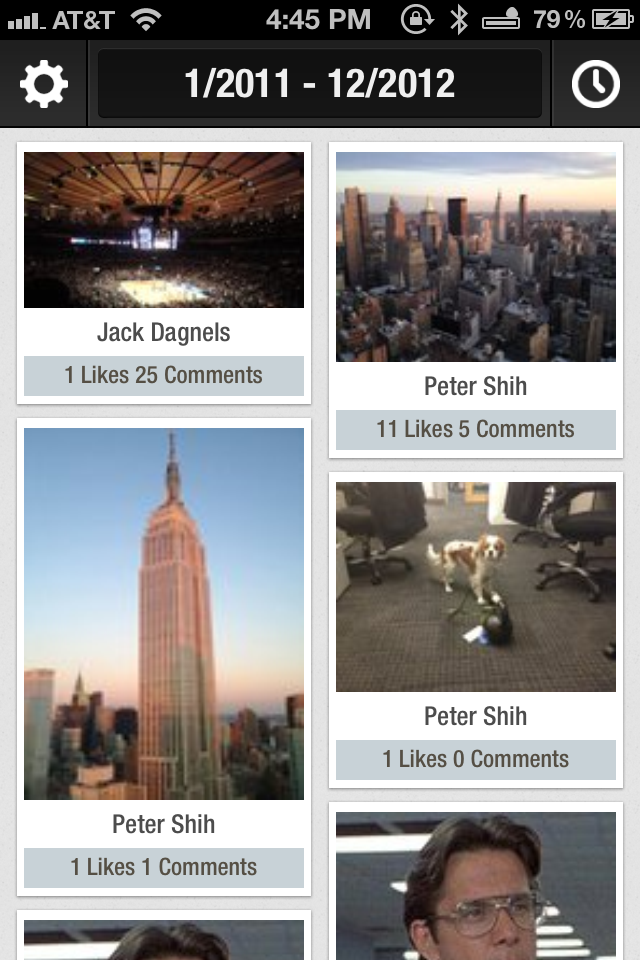 AT&T 4:45 PM 79%
1/2011 - 12/2012
Jack Dagnels
1 Likes 25 Comments
Peter Shih
11 Likes 5 Comments
Peter Shih
1 Likes 1 Comments
Peter Shih
1 Likes 0 Comments